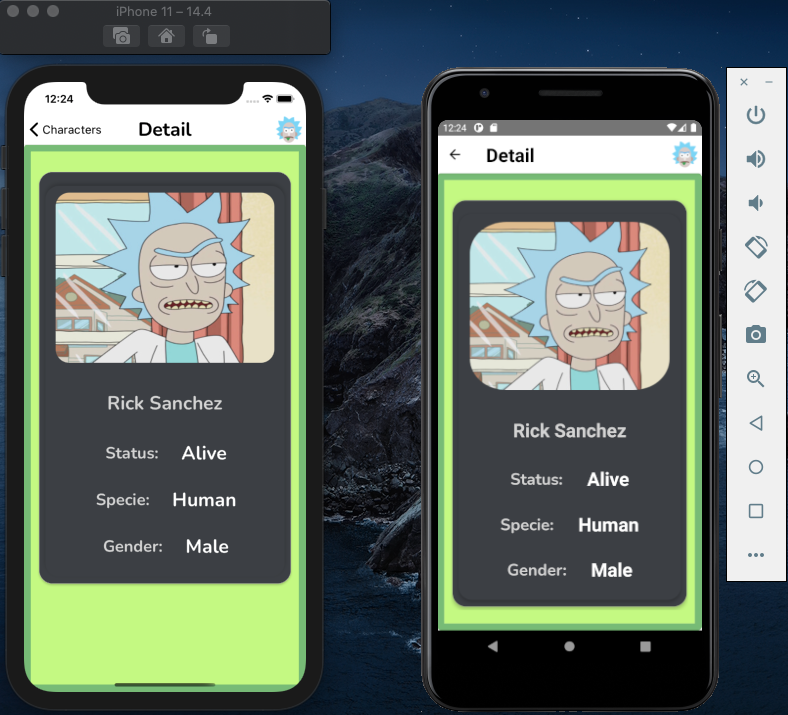 iPhone 11 – 14.4
12:24
Characters
Detail
Rick Sanchez
Status: Alive
Specie: Human
Gender: Male
12:24
Detail
Rick Sanchez
Status: Alive
Specie: Human
Gender: Male